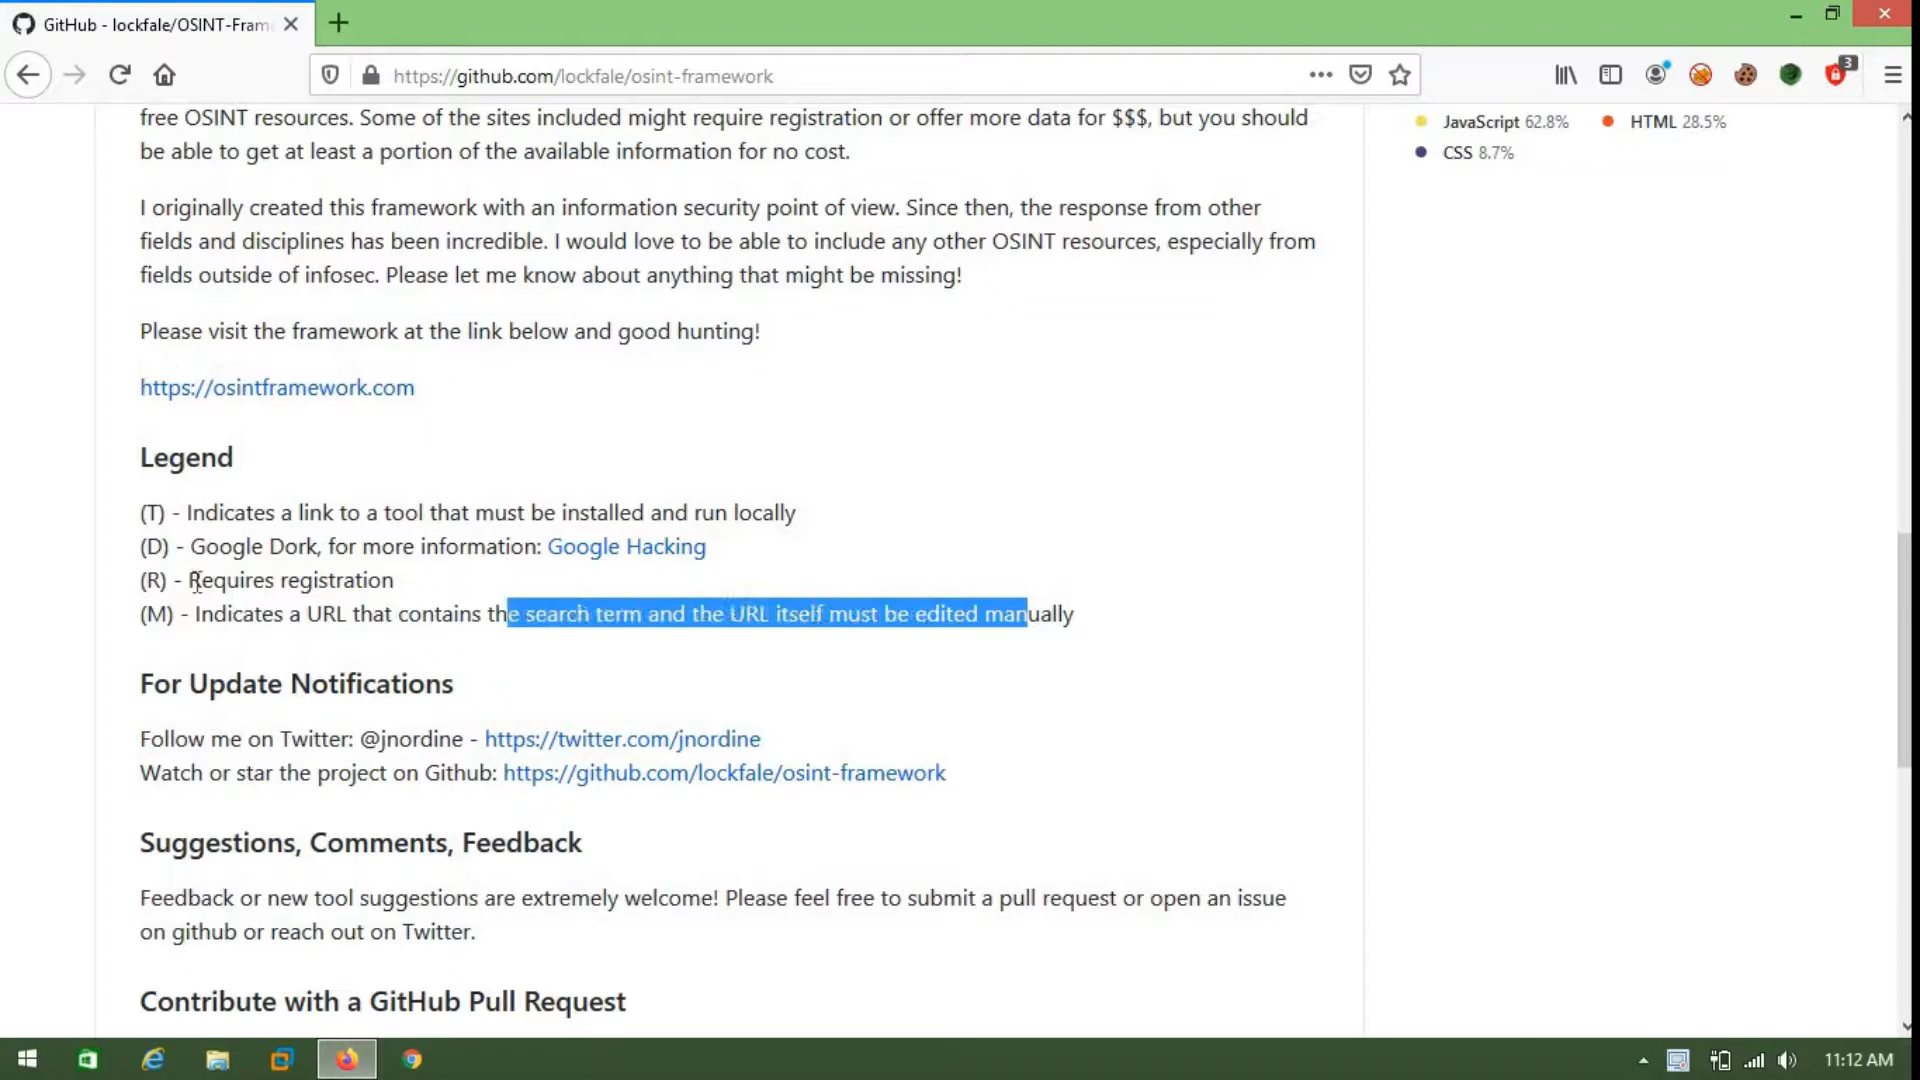 GitHub - lockfale/OSINT-Fram
https://github.com/lockfale/osint-framework
3
free OSINT resources. Some of the sites included might require registration or offer more data for $$$, but you should
be able to get at least a portion of the available information for no cost.
JavaScript 62.8% HTML 28.5%
CSS 8.7%
I originally created this framework with an information security point of view. Since then, the response from other
fields and disciplines has been incredible. I would love to be able to include any other OSINT resources, especially from
fields outside of infosec. Please let me know about anything that might be missing!
Please visit the framework at the link below and good hunting!
https://osintframework.com
Legend
(T) - Indicates a link to a tool that must be installed and run locally
(D) - Google Dork, for more information: Google Hacking
(R) - Requires registration
(M) - Indicates a URL that contains the search term and the URL itself must be edited manually
For Update Notifications
Follow me on Twitter: @jnordine - https://twitter.com/jnordine
Watch or star the project on Github: https://github.com/lockfale/osint-framework
Suggestions, Comments, Feedback
Feedback or new tool suggestions are extremely welcome! Please feel free to submit a pull request or open an issue
on github or reach out on Twitter.
Contribute with a GitHub Pull Request
11:12 AM